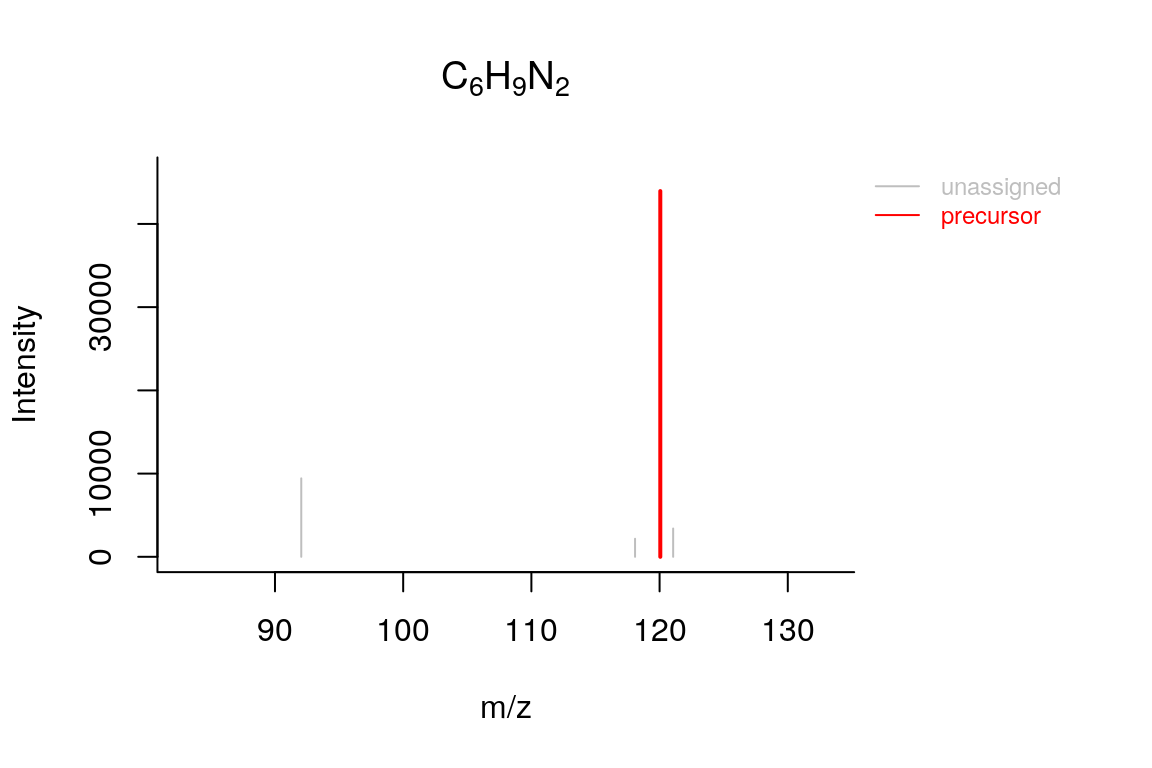 C₆H₉N₂
unassigned
precursor
Intensity
30000
10000
0
90 100 110 120 130
m/z